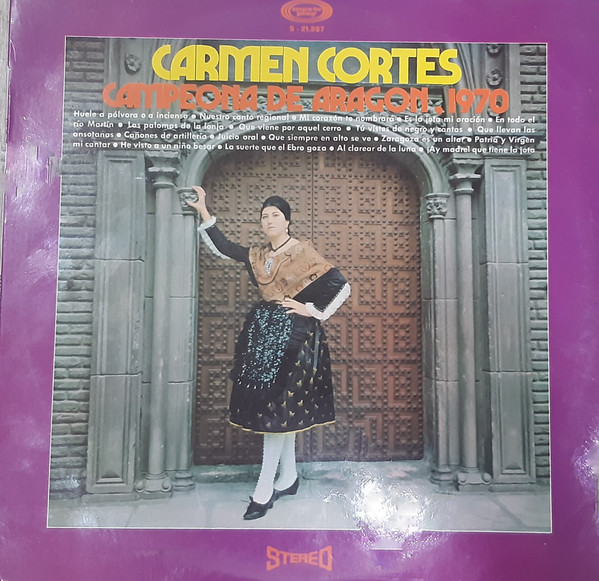 S - 21.087
CARMEN CORTES
CAMPEONA DE ARAGON. 1970
Huele a pólvora o a incienso ● Nuestro canto regional ● Mi corazón te nombrará ● Es la jota mi oración ● En todo el
río Martín ● Las palomas de la lonja ● Que viene por aquel cerro ● Tú vistes de negro y cantas ● Que llevan las
ansotanas ● Cañones de artillería ● Juicio oral ● Que siempre en alto se ve ● Zaragoza es un altar ● Patria y Virgen
mi cantar ● He visto a un niño besar ● La suerte que el Ebro goza ● Al clarear de la luna ● ¡Ay madre! que tiene la jota
STEREO